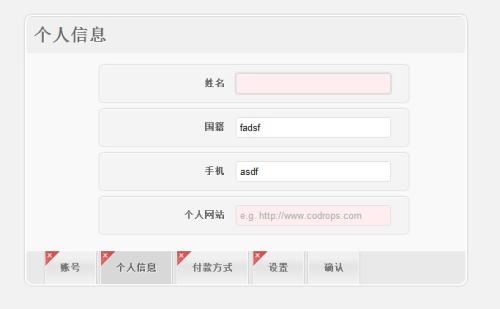 个人信息
姓名
国籍 fadsf
手机 asdf
个人网站 e.g. http://www.codrops.com
账号 个人信息 付款方式 设置 确认